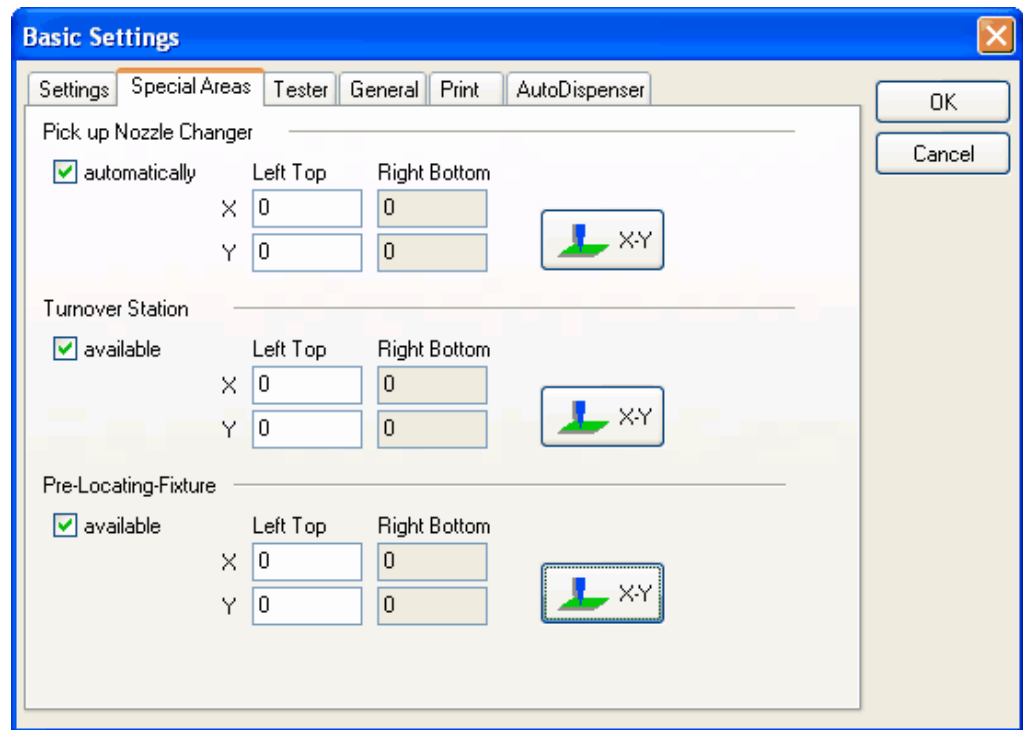 Basic Settings
Settings Special Areas Tester General Print AutoDispenser
OK
Cancel
Pick up Nozzle Changer
automatically Left Top Right Bottom
X 0 0
X-Y
Y 0 0
Turnover Station
available Left Top Right Bottom
X 0 0
X-Y
Y 0 0
Pre-Locating-Fixture
available Left Top Right Bottom
X 0 0
X-Y
Y 0 0